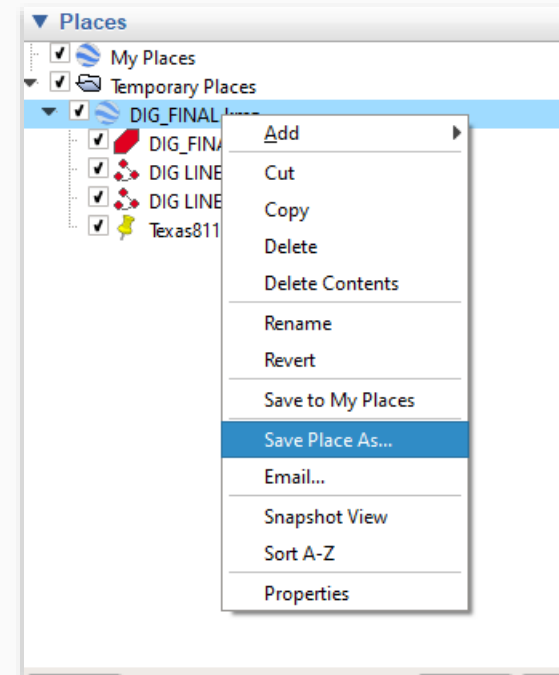 Places
My Places
Temporary Places
DIG_FINAL.kmz
DIG_FINA
DIG LINE
DIG LINE
Texas811
Add
Cut
Copy
Delete
Delete Contents
Rename
Revert
Save to My Places
Save Place As...
Email...
Snapshot View
Sort A-Z
Properties